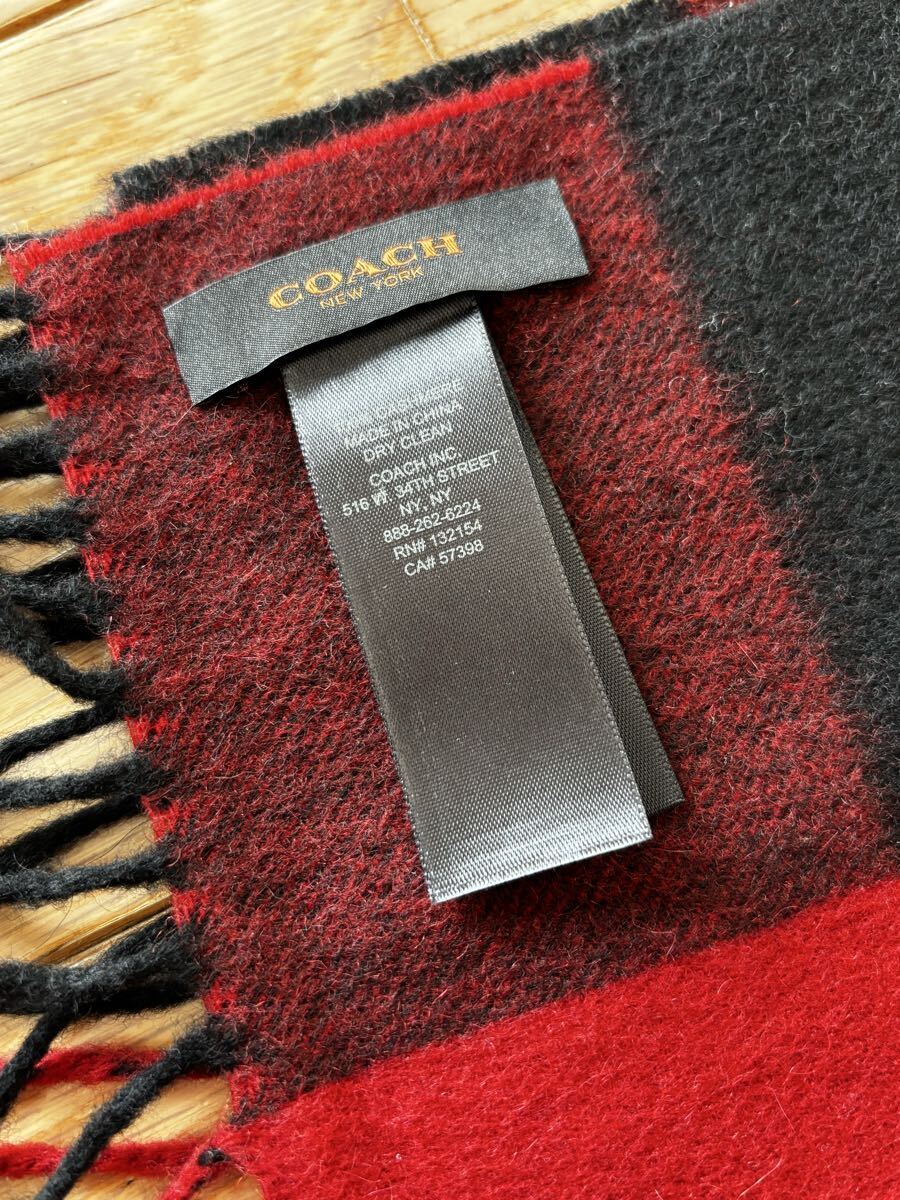 COACH
NEW YORK
MADE IN CHINA
DRY CLEAN
COACH INC
516 W. 34TH STREET
NY, NY
888-262-6224
RN# 132154
CA# 57398